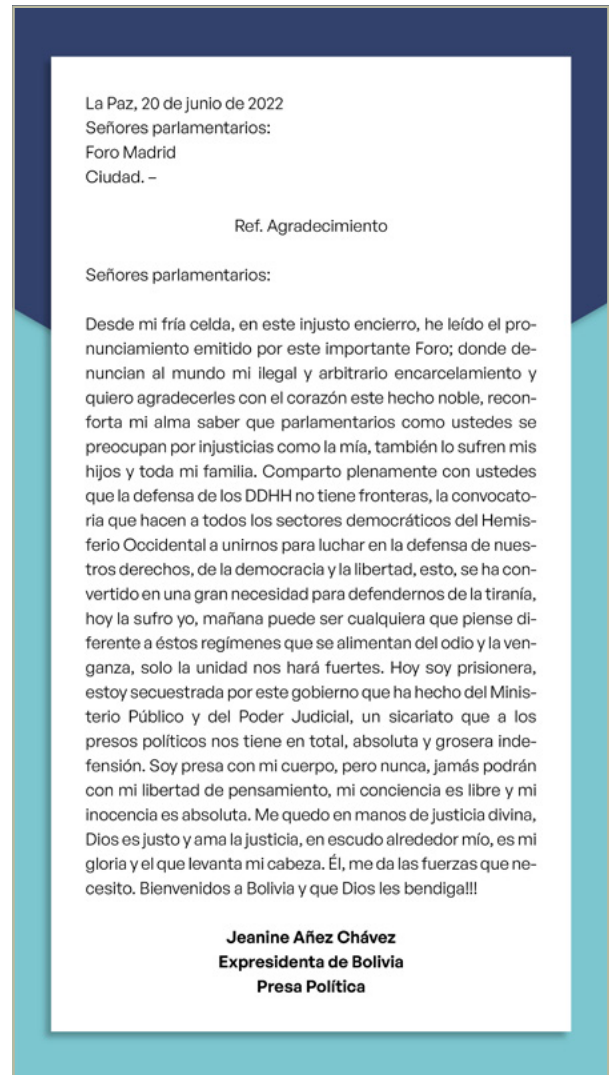 La Paz, 20 de junio de 2022
Señores parlamentarios:
Foro Madrid
Ciudad. –
Ref. Agradecimiento
Señores parlamentarios:
Desde mi fría celda, en este injusto encierro, he leído el pro-
nunciamiento emitido por este importante Foro; donde de-
nuncian al mundo mi ilegal y arbitrario encarcelamiento y
quiero agradecerles con el corazón este hecho noble, recon-
forta mi alma saber que parlamentarios como ustedes se
preocupan por injusticias como la mía, también lo sufren mis
hijos y toda mi familia. Comparto plenamente con ustedes
que la defensa de los DDHH no tiene fronteras, la convocato-
ria que hacen a todos los sectores democráticos del Hemis-
ferio Occidental a unirnos para luchar en la defensa de nues-
tros derechos, de la democracia y la libertad, esto, se ha con-
vertido en una gran necesidad para defendernos de la tiranía,
hoy la sufro yo, mañana puede ser cualquiera que piense di-
ferente a éstos regímenes que se alimentan del odio y la ven-
ganza, solo la unidad nos hará fuertes. Hoy soy prisionera,
estoy secuestrada por este gobierno que ha hecho del Minis-
terio Público y del Poder Judicial, un sicariato que a los
presos políticos nos tiene en total, absoluta y grosera inde-
fensión. Soy presa con mi cuerpo, pero nunca, jamás podrán
con mi libertad de pensamiento, mi conciencia es libre y mi
inocencia es absoluta. Me quedo en manos de justicia divina,
Dios es justo y ama la justicia, en escudo alrededor mío, es mi
gloria y el que levanta mi cabeza. Él, me da las fuerzas que ne-
cesito. Bienvenidos a Bolivia y que Dios les bendiga!!!
Jeanine Añez Chávez
Expresidenta de Bolivia
Presa Política